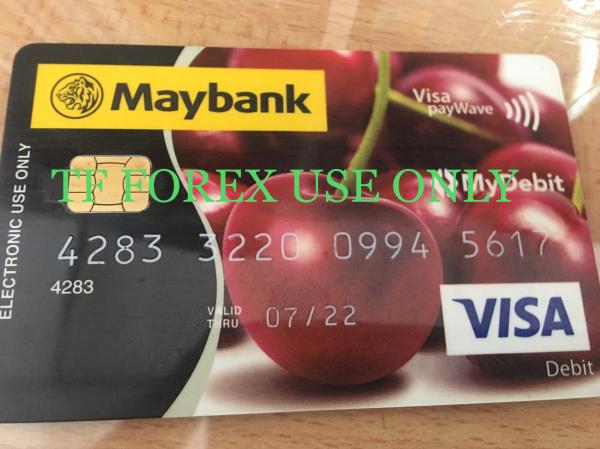 Maybank
Visa
payWave
ELECTRONIC USE ONLY
TF FOREX USE ONLY
MyDebit
4283 3220 0994 5617
4283
VALID
THRU
07/22
VISA
Debit